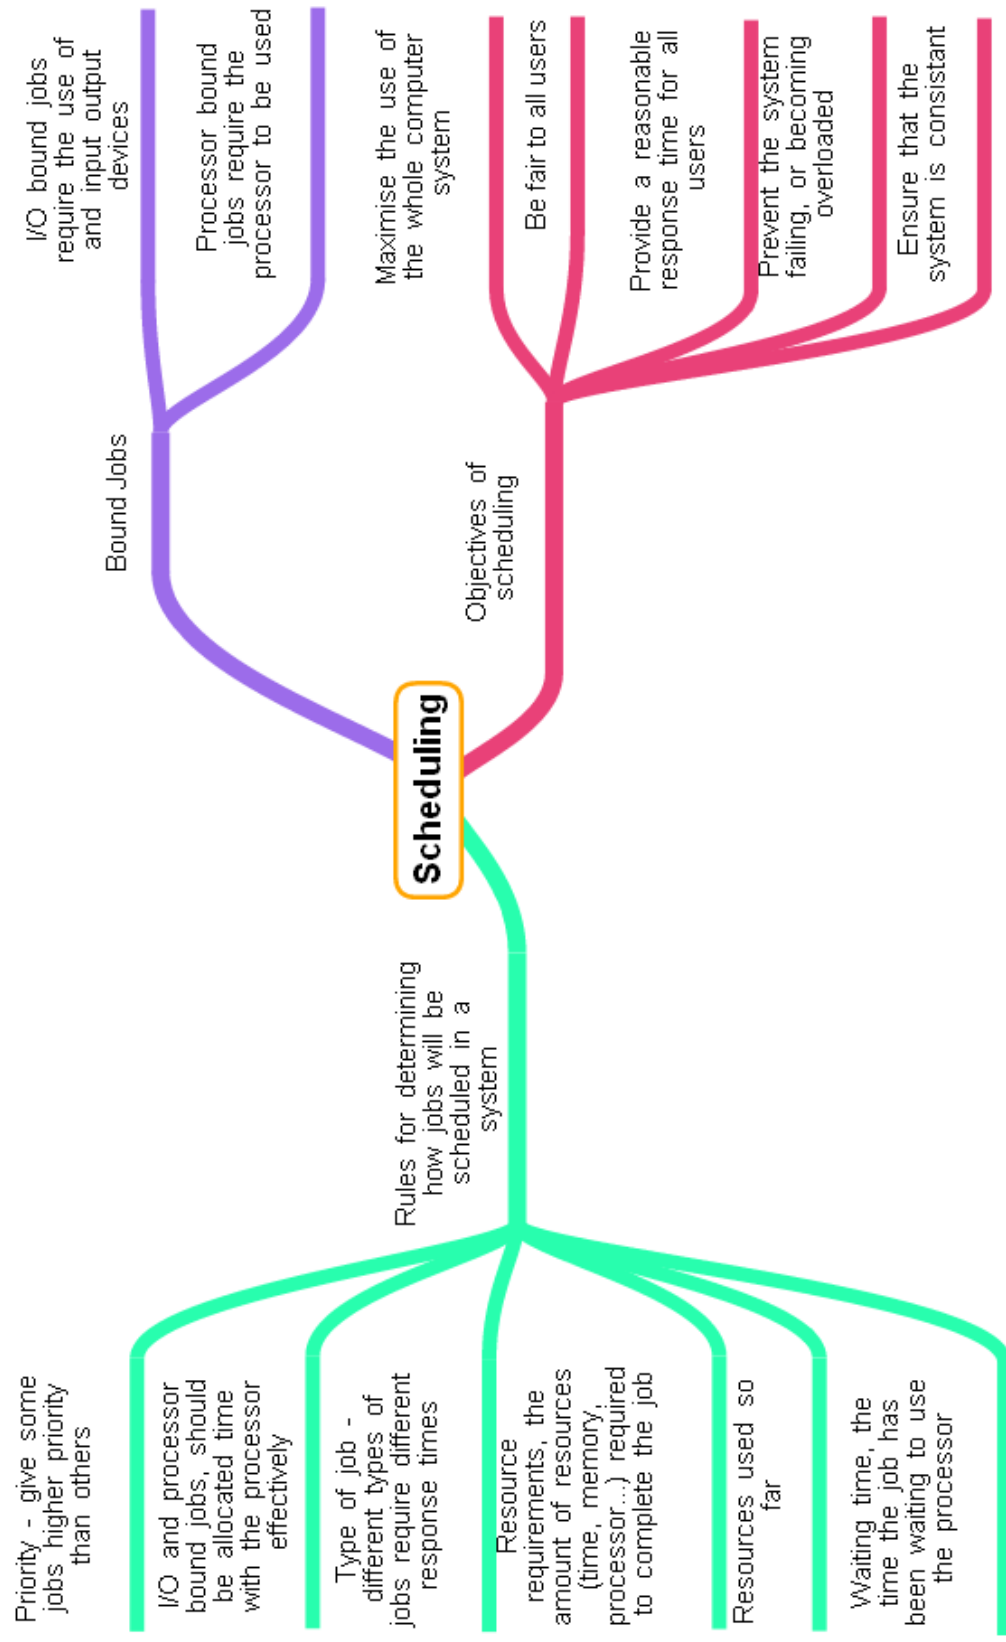 Scheduling
Bound Jobs
I/O bound jobs
require the use of
and input output
devices
Processor bound
jobs require the
processor to be used
Objectives of
scheduling
Maximise the use of
the whole computer
system
Be fair to all users
Provide a reasonable
response time for all
users
Prevent the system
failing, or becoming
overloaded
Ensure that the
system is consistant
Rules for determining
how jobs will be
scheduled in a
system
Priority - give some
jobs higher priority
than others
I/O and processor
bound jobs, should
be allocated time
with the processor
effectively
Type of job -
different types of
jobs require different
response times
Resource
requirements, the
amount of resources
(time, memory,
processor...) required
to complete the job
Resources used so
far
Waiting time, the
time the job has
been waiting to use
the processor